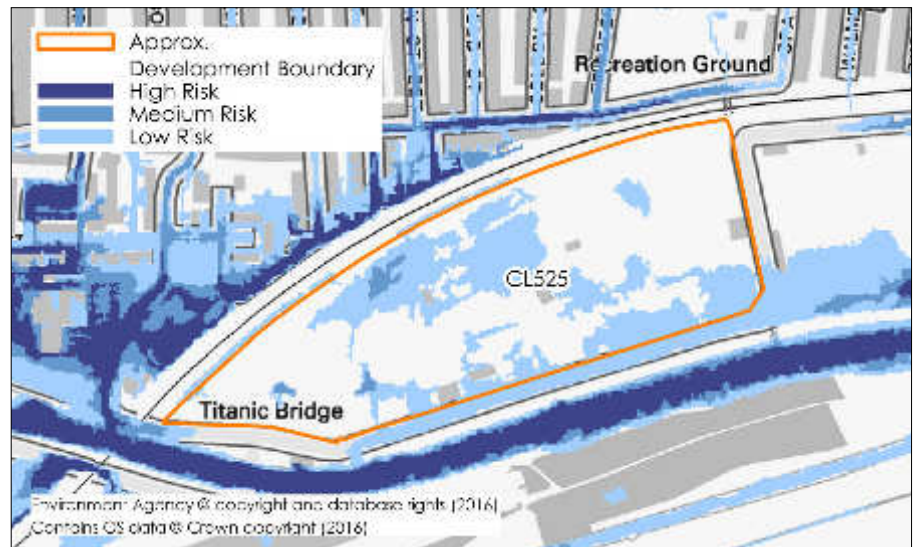 Approx.
Development Boundary
High Risk
Medium Risk
Low Risk
Recreation Ground
CL525
Titanic Bridge
Environment Agency © copyright and database rights (2016)
Contains OS data © Crown copyright (2016)